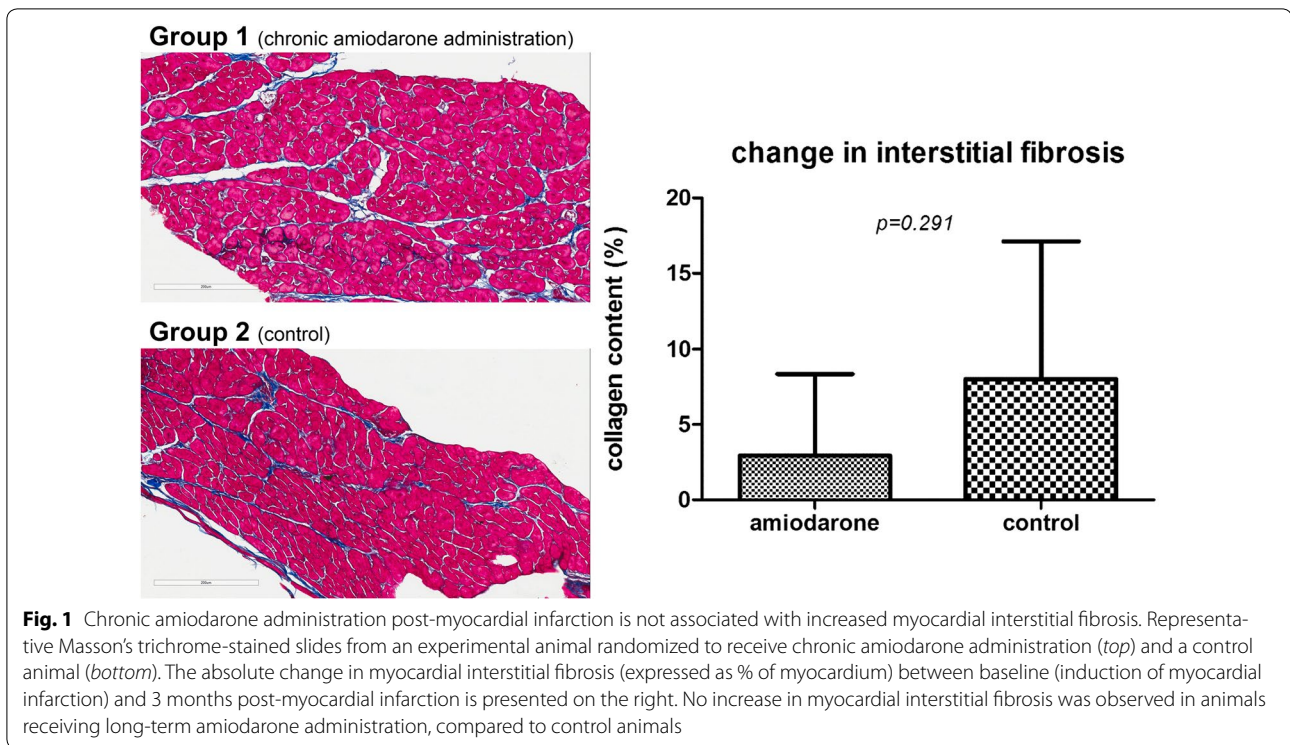 Group 1 (chronic amiodarone administration)
200um
Group 2 (control)
200um
change in interstitial fibrosis
p=0.291
collagen content (%)
20
15
10
5
0
amiodarone
control
Fig. 1 Chronic amiodarone administration post-myocardial infarction is not associated with increased myocardial interstitial fibrosis. Representa-
tive Masson’s trichrome-stained slides from an experimental animal randomized to receive chronic amiodarone administration (top) and a control
animal (bottom). The absolute change in myocardial interstitial fibrosis (expressed as % of myocardium) between baseline (induction of myocardial
infarction) and 3 months post-myocardial infarction is presented on the right. No increase in myocardial interstitial fibrosis was observed in animals
receiving long-term amiodarone administration, compared to control animals